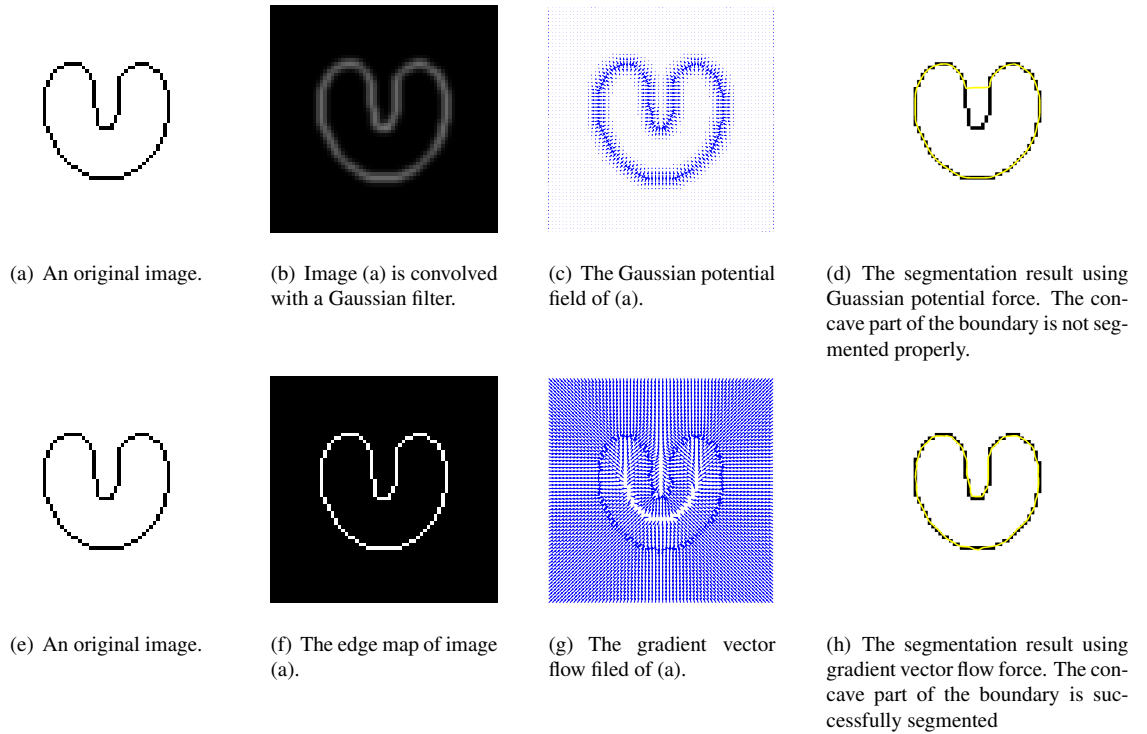 (a) An original image.
(b) Image (a) is convolved
with a Gaussian filter.
(c) The Gaussian potential
field of (a).
(d) The segmentation result using
Guassian potential force. The con-
cave part of the boundary is not seg-
mented properly.
(e) An original image.
(f) The edge map of image
(a).
(g) The gradient vector
flow filed of (a).
(h) The segmentation result using
gradient vector flow force. The con-
cave part of the boundary is suc-
cessfully segmented